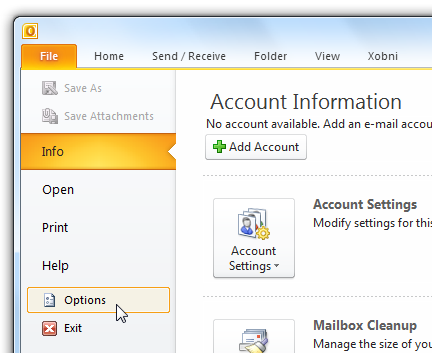 File Home Send / Receive Folder View Xobni
Save As
Save Attachments
Info
Open
Print
Help
Options
Exit
Account Information
No account available. Add an e-mail accou
Add Account
Account
Settings
Account Settings
Modify settings for this
Mailbox Cleanup
Manage the size of you